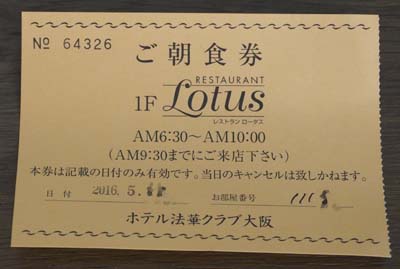 No 64326
ご朝食券
RESTAURANT
1F Lotus
レストラン ロータス
AM6:30～AM10:00
(AM9:30までにご来店下さい)
本券は記載の日付のみ有効です。当日のキャンセルは致しかねます。
日付 2016. 5. お部屋番号
ホテル法華クラブ大阪